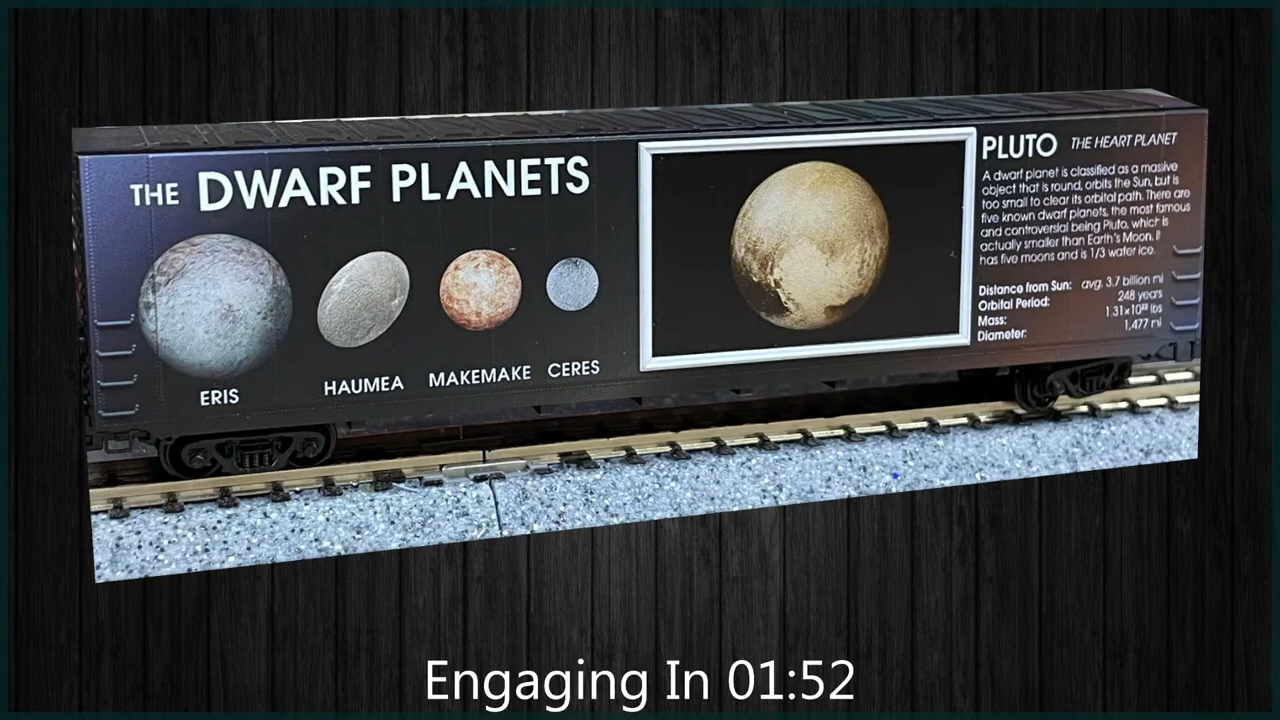 THE DWARF PLANETS
ERIS
HAUMEA
MAKEMAKE
CERES
PLUTO THE HEART PLANET
A dwarf planet is classified as a massive
object that is round, orbits the Sun, but is
too small to clear its orbital path. There are
five known dwarf planets, the most famous
and controversial being Pluto, which is
actually smaller than Earth's Moon. It
has five moons and is 1/3 water ice.
Distance from Sun: avg. 3.7 billion mi
Orbital Period: 248 years
Mass: 1.31×10²² lbs
Diameter: 1,477 mi
Engaging In 01:52